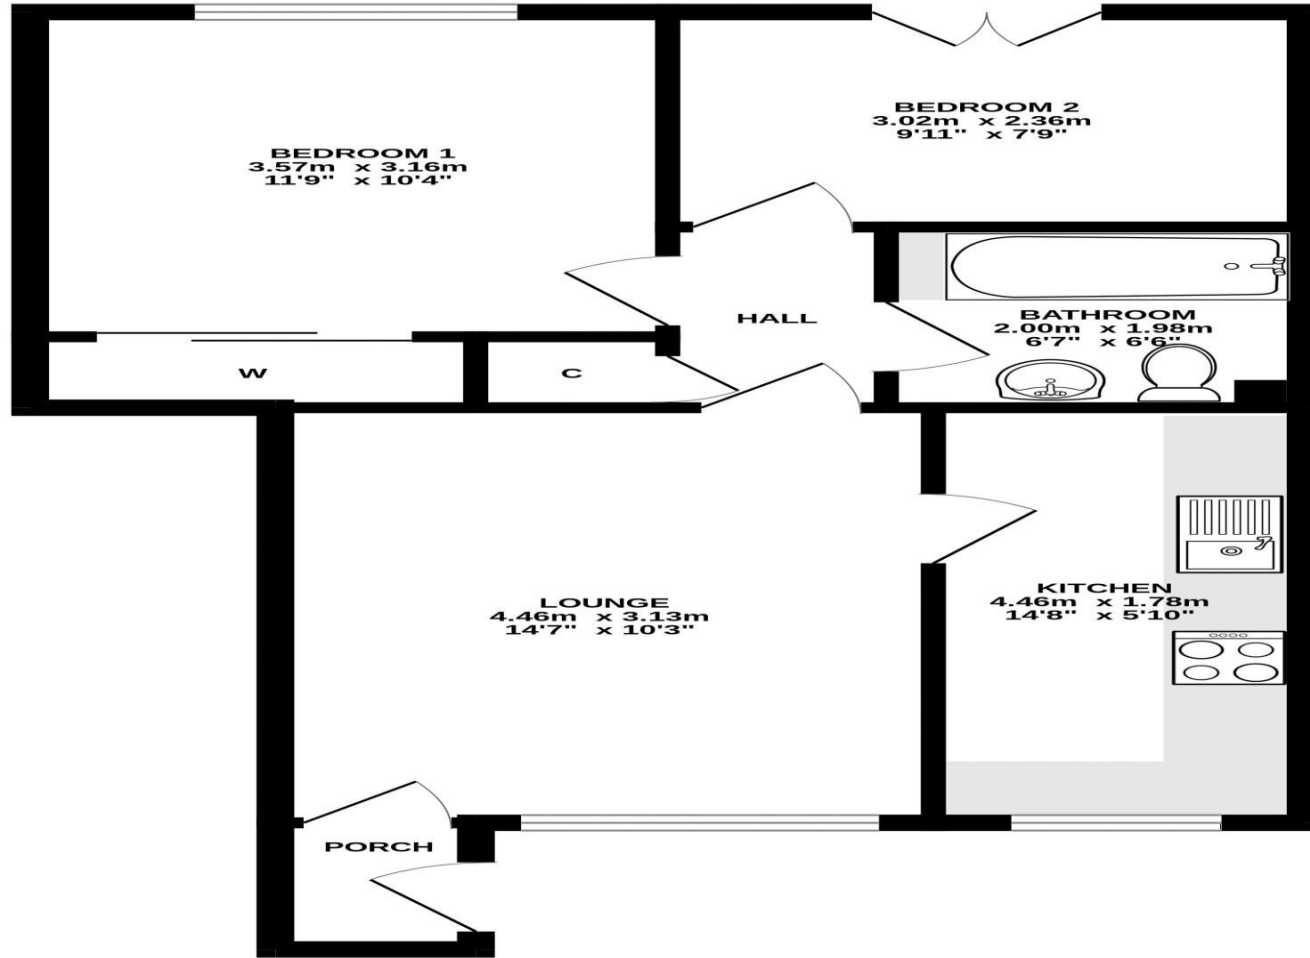 BEDROOM 2
3.02m x 2.36m
9'11" x 7'9"
BEDROOM 1
3.57m x 3.16m
11'9" x 10'4"
HALL
BATHROOM
2.00m x 1.98m
6'7" x 6'6"
W
C
LOUNGE
4.46m x 3.13m
14'7" x 10'3"
KITCHEN
4.46m x 1.78m
14'8" x 5'10"
PORCH